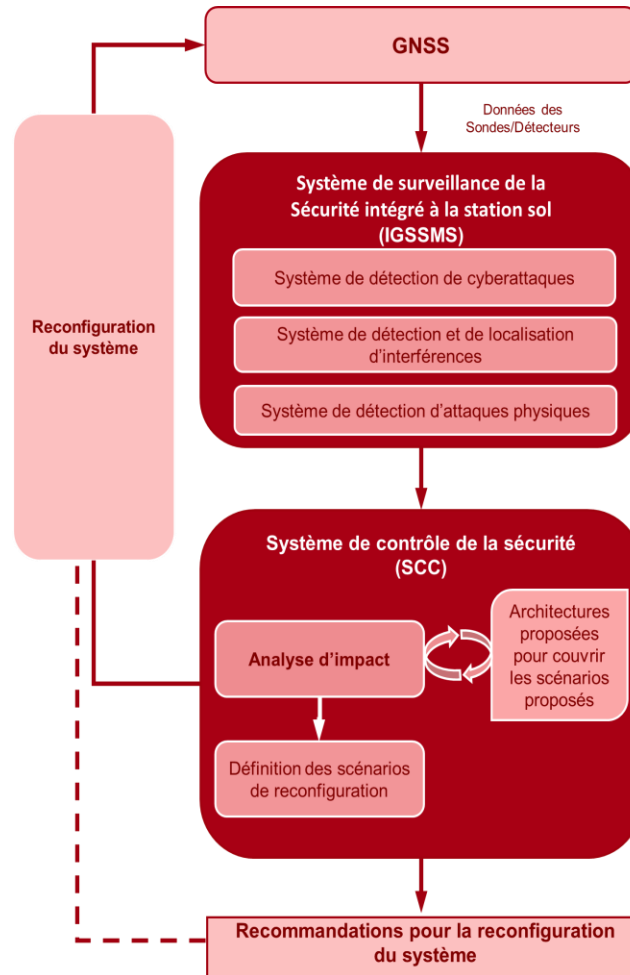 GNSS
Données des
Sondes/Détecteurs
Système de surveillance de la
Sécurité intégré à la station sol
(IGSSMS)
Système de détection de cyberattaques
Système de détection et de localisation
d’interférences
Système de détection d’attaques physiques
Reconfiguration
du système
Système de contrôle de la sécurité
(SCC)
Analyse d’impact
Architectures
proposées
pour couvrir
les scénarios
proposés
Définition des scénarios
de reconfiguration
Recommandations pour la reconfiguration
du système